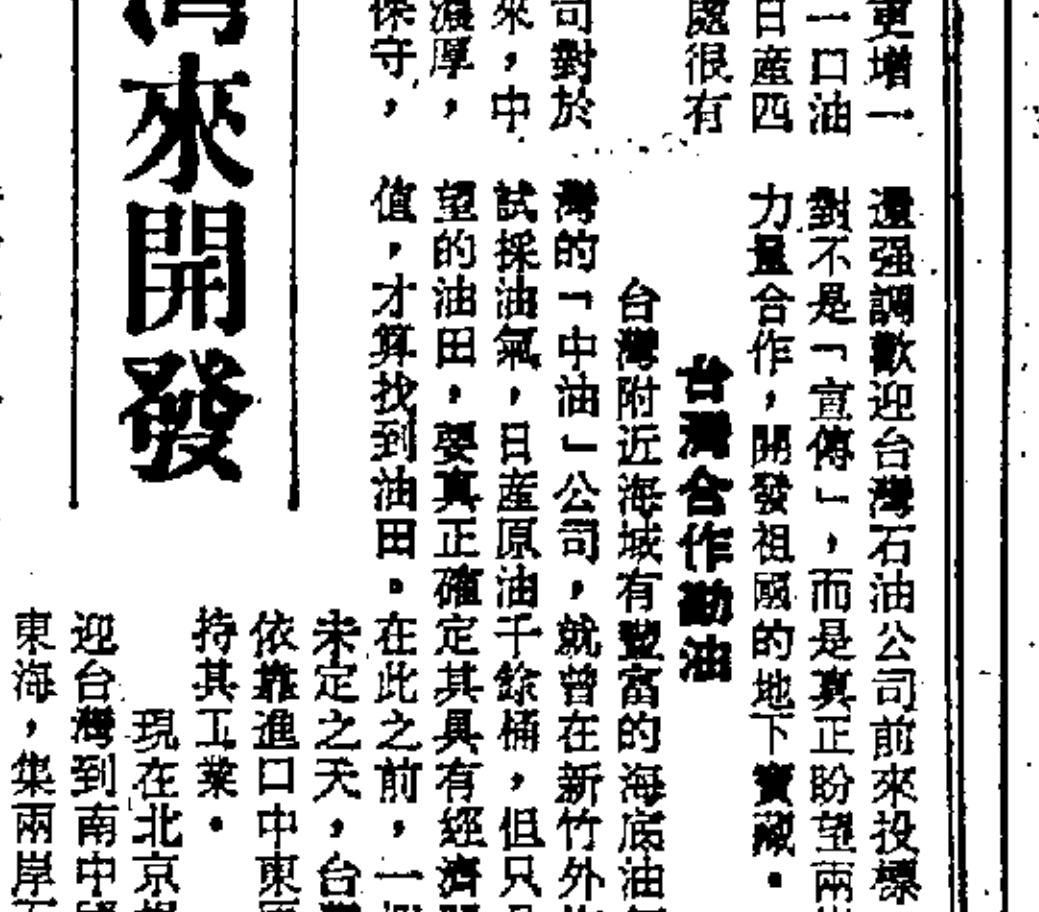 更增一
一口油
日產四
處很有
司對於
來，中
濃厚，
保守，
還强調歡迎台灣石油公司前來投標
對不是「宣傳」，而是真正盼望兩
力量合作，開發祖國的地下寶藏。
台灣合作勘油
台灣附近海域有豐富的海底油
灣的「中油」公司，就曾在新竹外
試採油氣，日産原油千餘桶，但只
望的油田，要真正確定其具有經濟
值，才算找到油田。在此之前，一
未定之天，台
依靠進口中東
持其工業。
來開發
現在北京
迎台灣到南中
東海，集兩岸